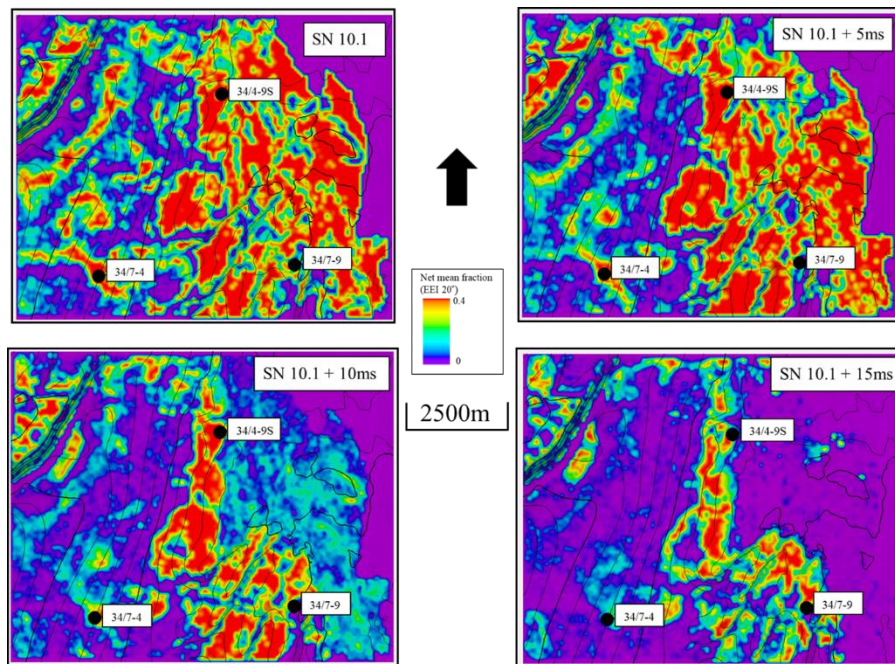 SN 10.1
34/4-9S
34/7-4
34/7-9
SN 10.1 + 5ms
34/4-9S
34/7-4
34/7-9
Net mean fraction
(EEI 20°)
0.4
0
2500m
SN 10.1 + 10ms
34/4-9S
34/7-4
34/7-9
SN 10.1 + 15ms
34/4-9S
34/7-4
34/7-9